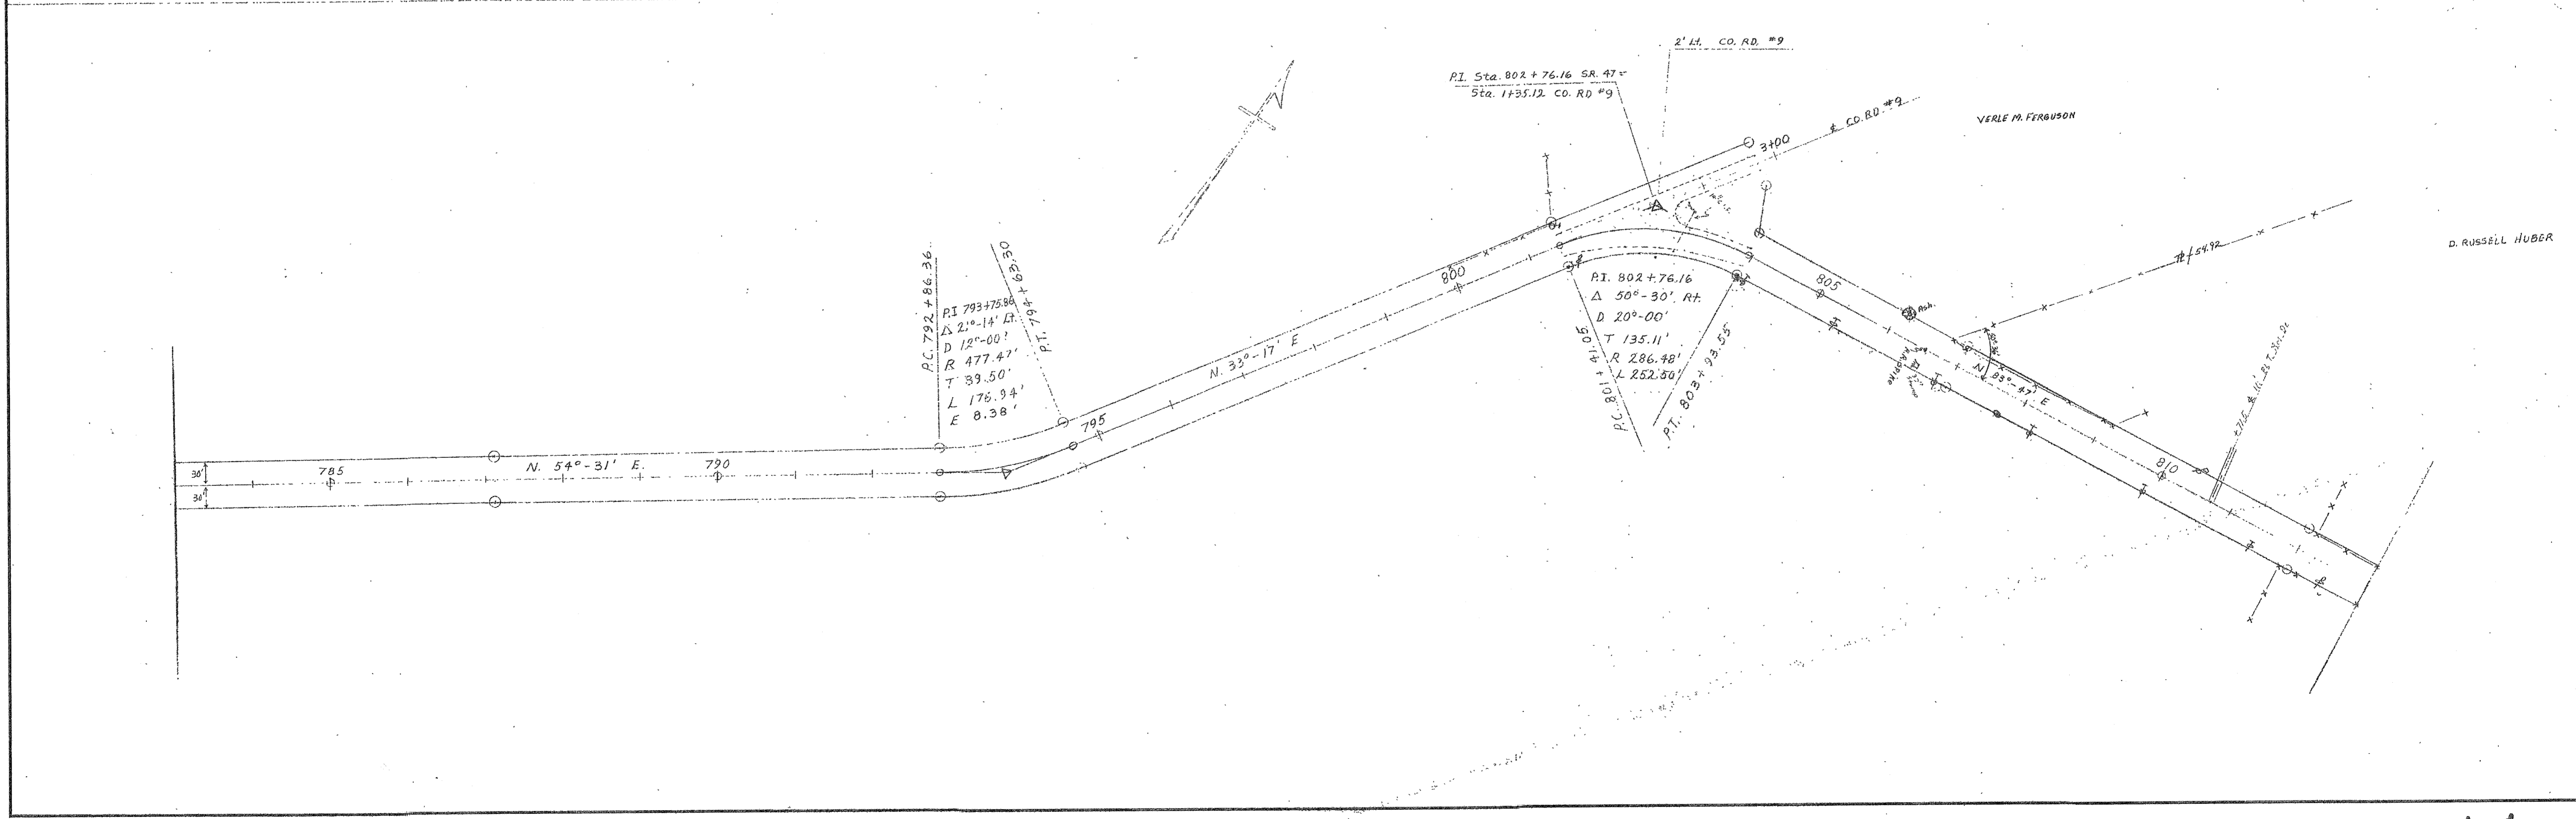 2' Lt. CO. RD. #9
P.I. Sta. 802 + 76.16 S.R. 47 =
Sta. 1+35.12 CO. RD #9
℄ CO. RD. #9
VERLE M. FERGUSON
3+00
D. RUSSELL HUBER
P.C. 792 + 86.36
P.I. 793+75.86
Δ 21°-14' Lt.
D 12°-00'
R 477.47'
T 89.50'
L 176.94'
E 8.38'
P.T. 794 + 63.30
800
N. 33°-17' E
795
P.I. 802 + 76.16
Δ 50°-30' Rt.
D 20°-00'
T 135.11'
R 286.48'
L 252.50'
P.C. 801 + 41.05
P.T. 803 + 93.55
805
Ash.
N 83°-47' E
810
30'
30'
785
N. 54°-31' E.
790